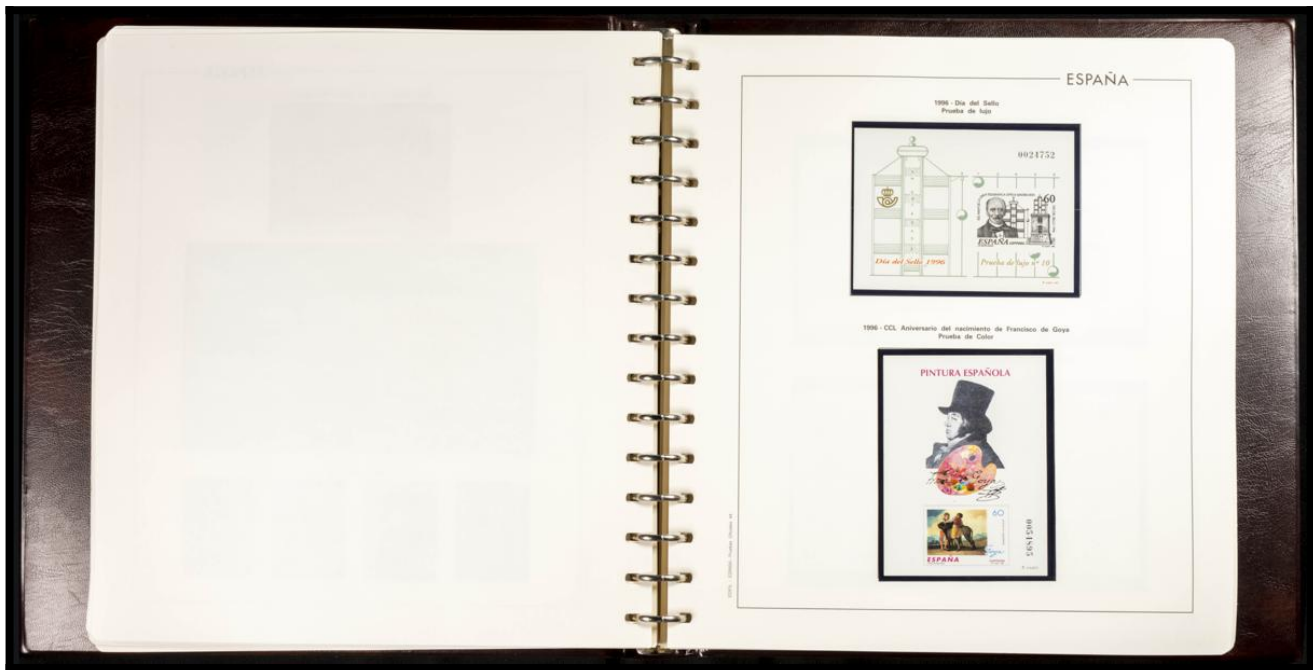 ESPAÑA
1996 - Día del Sello
Prueba de lujo
0024752
60
ESPAÑA
Día del Sello 1996
Prueba de lujo nº 10
1996 - CCL Aniversario del nacimiento de Francisco de Goya
Prueba de Color
PINTURA ESPAÑOLA
60
ESPAÑA
0051895